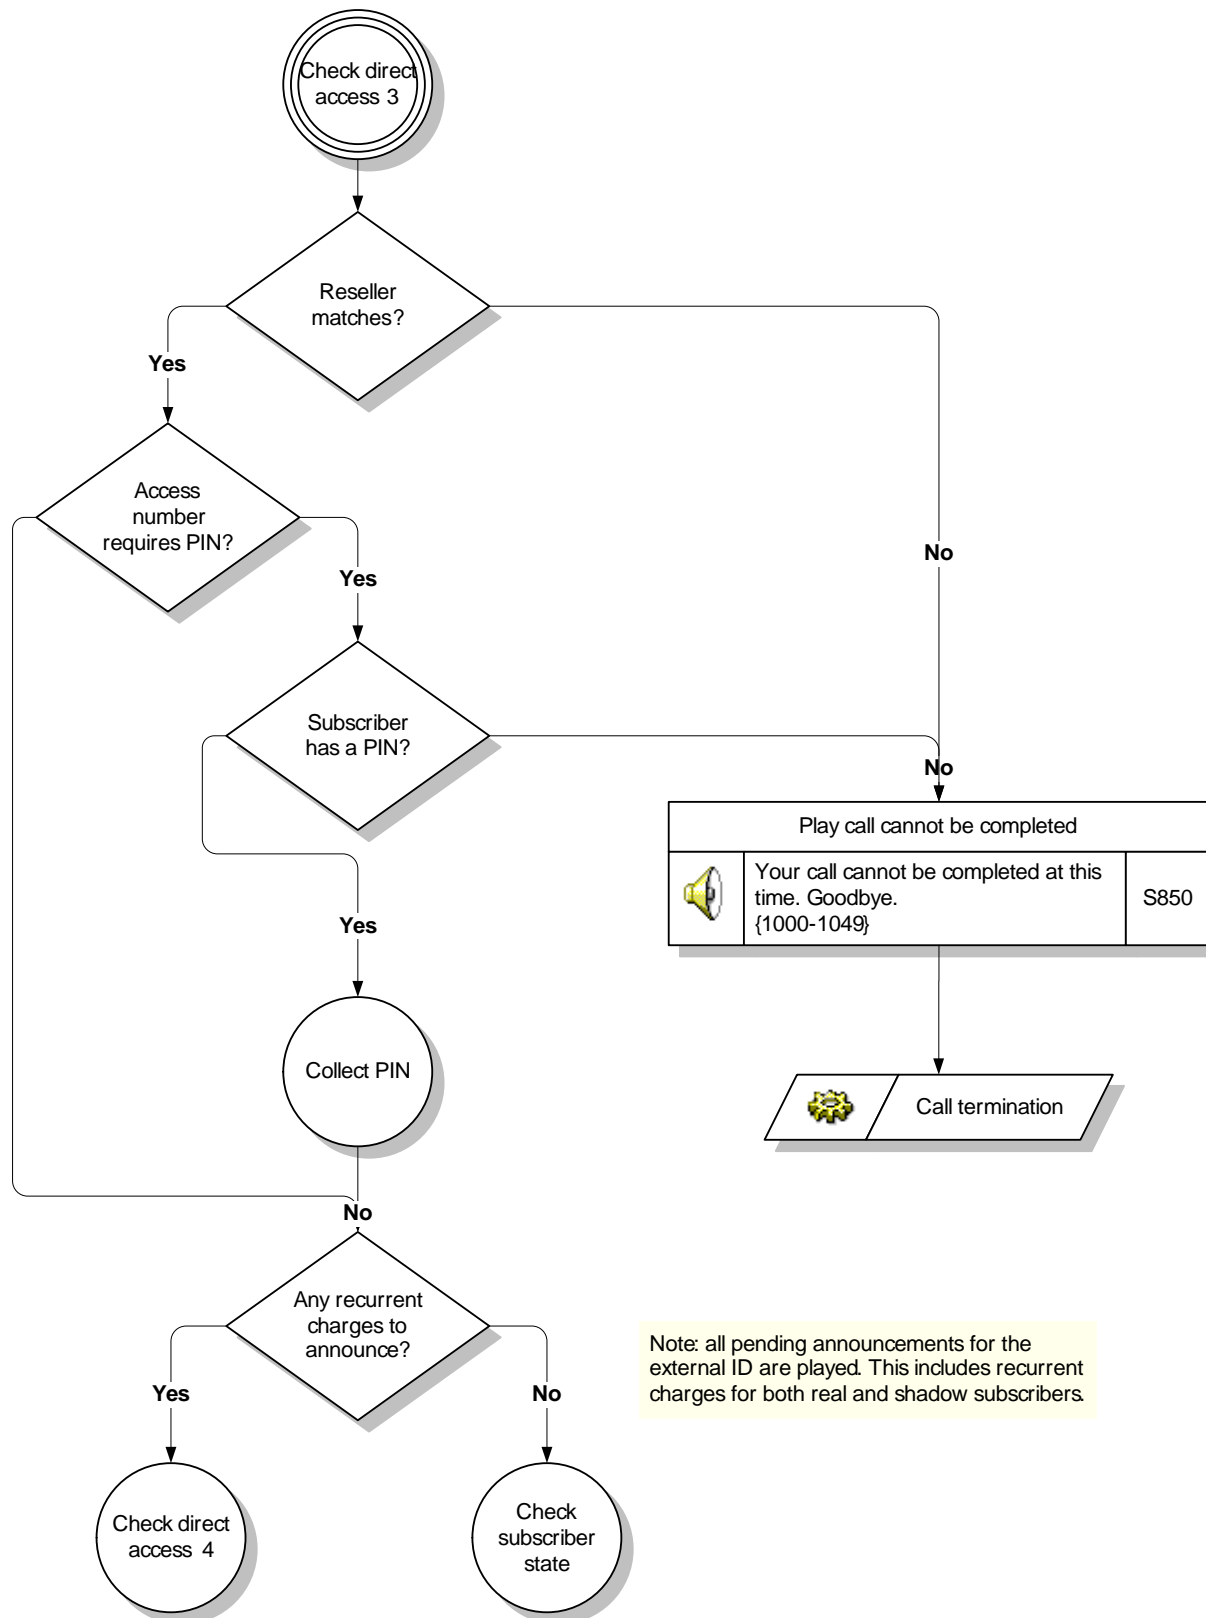 Check direct
access 3
Reseller
matches?
Yes
Access
number
requires PIN?
No
Yes
Subscriber
has a PIN?
No
Play call cannot be completed
Your call cannot be completed at this
time. Goodbye.
{1000-1049}
S850
Yes
Collect PIN
Call termination
No
Any recurrent
charges to
announce?
Note: all pending announcements for the
external ID are played. This includes recurrent
charges for both real and shadow subscribers.
Yes
No
Check direct
access 4
Check
subscriber
state